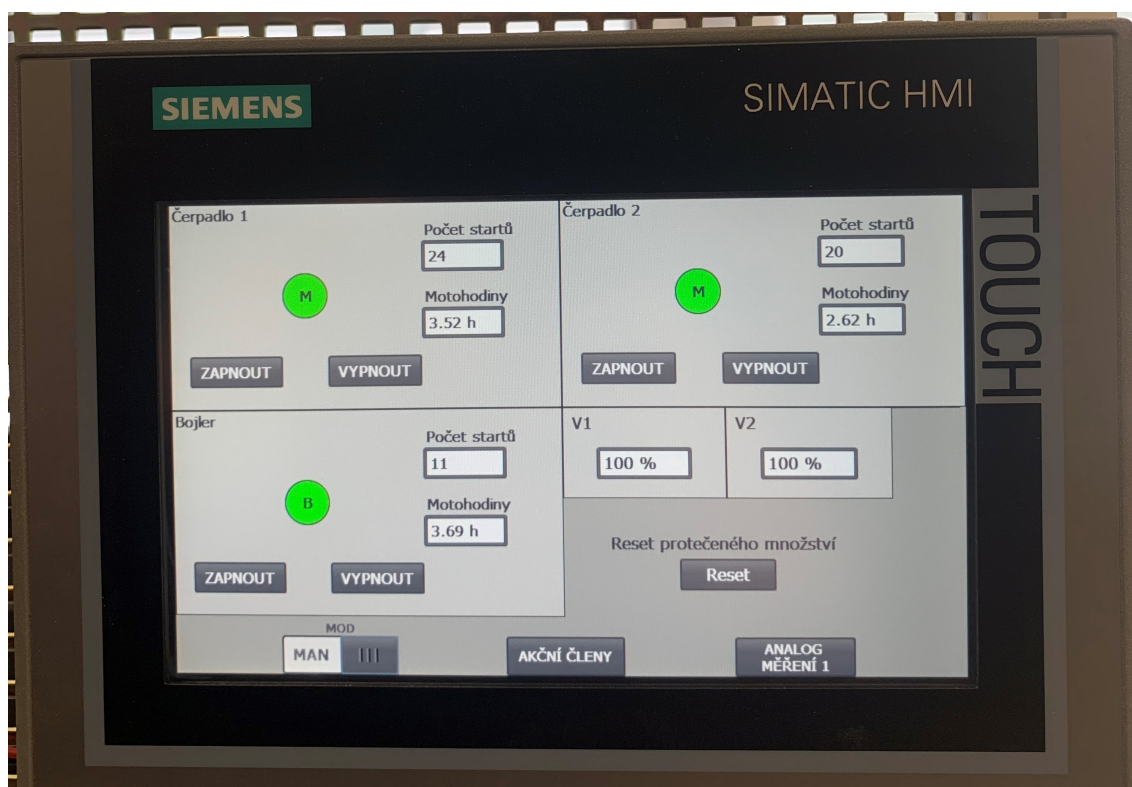 SIEMENS
SIMATIC HMI
TOUCH
Čerpadlo 1
Počet startů
24
M
Motohodiny
3.52 h
ZAPNOUT
VYPNOUT
Čerpadlo 2
Počet startů
20
M
Motohodiny
2.62 h
ZAPNOUT
VYPNOUT
Bojler
Počet startů
11
B
Motohodiny
3.69 h
ZAPNOUT
VYPNOUT
V1
100 %
V2
100 %
Reset protečeného množství
Reset
MOD
MAN
AKČNÍ ČLENY
ANALOG
MĚŘENÍ 1